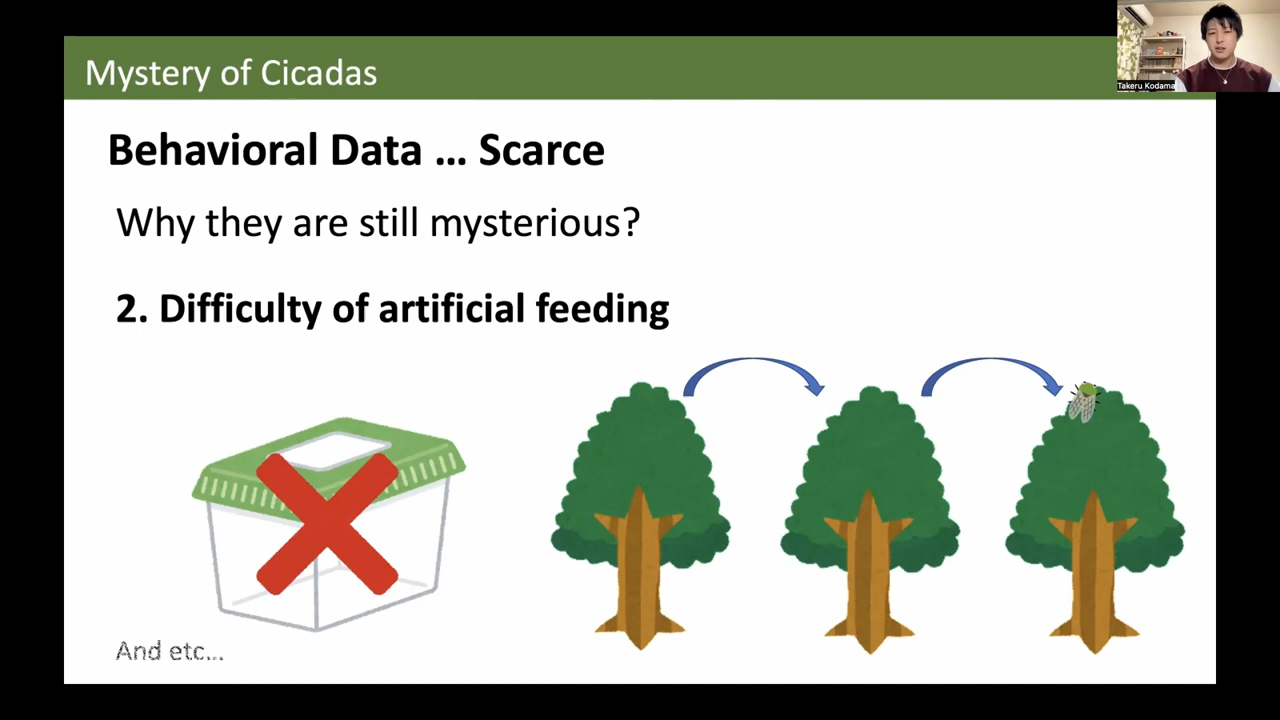 Mystery of Cicadas
Takeru Kodama
Behavioral Data ... Scarce
Why they are still mysterious?
2. Difficulty of artificial feeding
And etc...